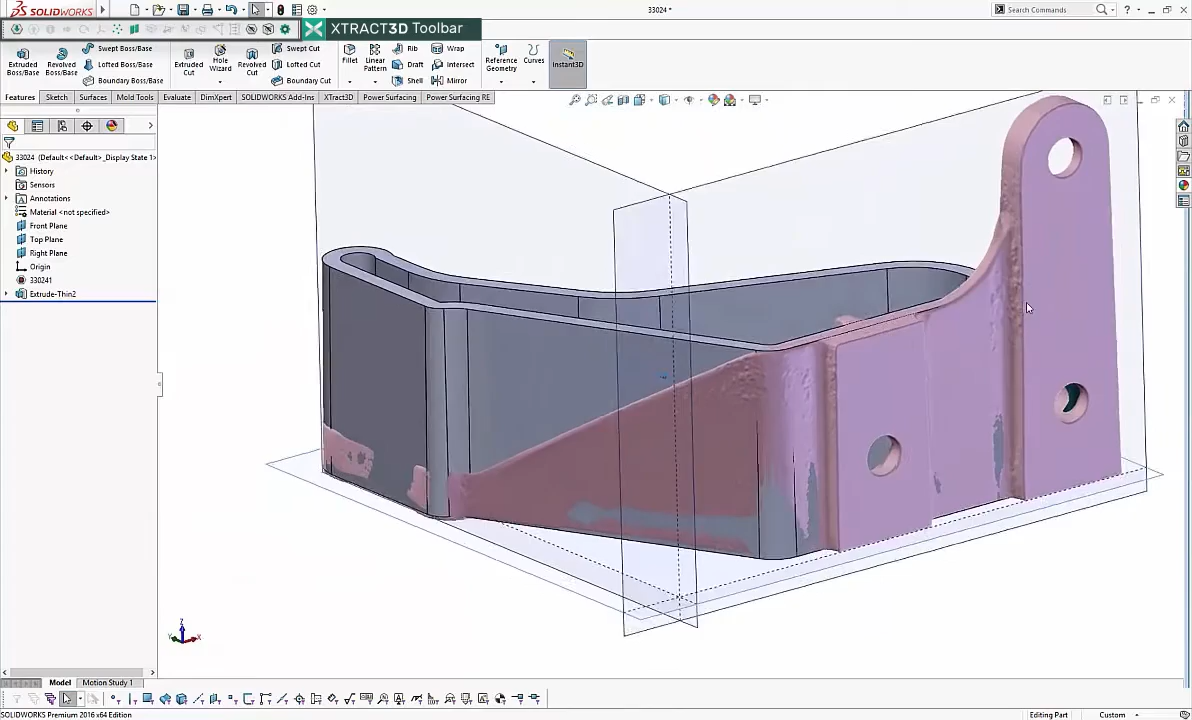 SOLIDWORKS
33024 *
Search Commands
XTRACT3D Toolbar
Extruded Boss/Base
Revolved Boss/Base
Swept Boss/Base
Lofted Boss/Base
Boundary Boss/Base
Extruded Cut
Hole Wizard
Revolved Cut
Swept Cut
Lofted Cut
Boundary Cut
Fillet
Linear Pattern
Rib
Draft
Shell
Wrap
Intersect
Mirror
Reference Geometry
Curves
Instant3D
Features
Sketch
Surfaces
Mold Tools
Evaluate
DimXpert
SOLIDWORKS Add-Ins
XTract3D
Power Surfacing
Power Surfacing RE
33024 (Default<<Default>_Display State 1>
History
Sensors
Annotations
Material <not specified>
Front Plane
Top Plane
Right Plane
Origin
330241
Extrude-Thin2
Z
X
Model
Motion Study 1
SOLIDWORKS Premium 2016 x64 Edition
Editing Part
Custom